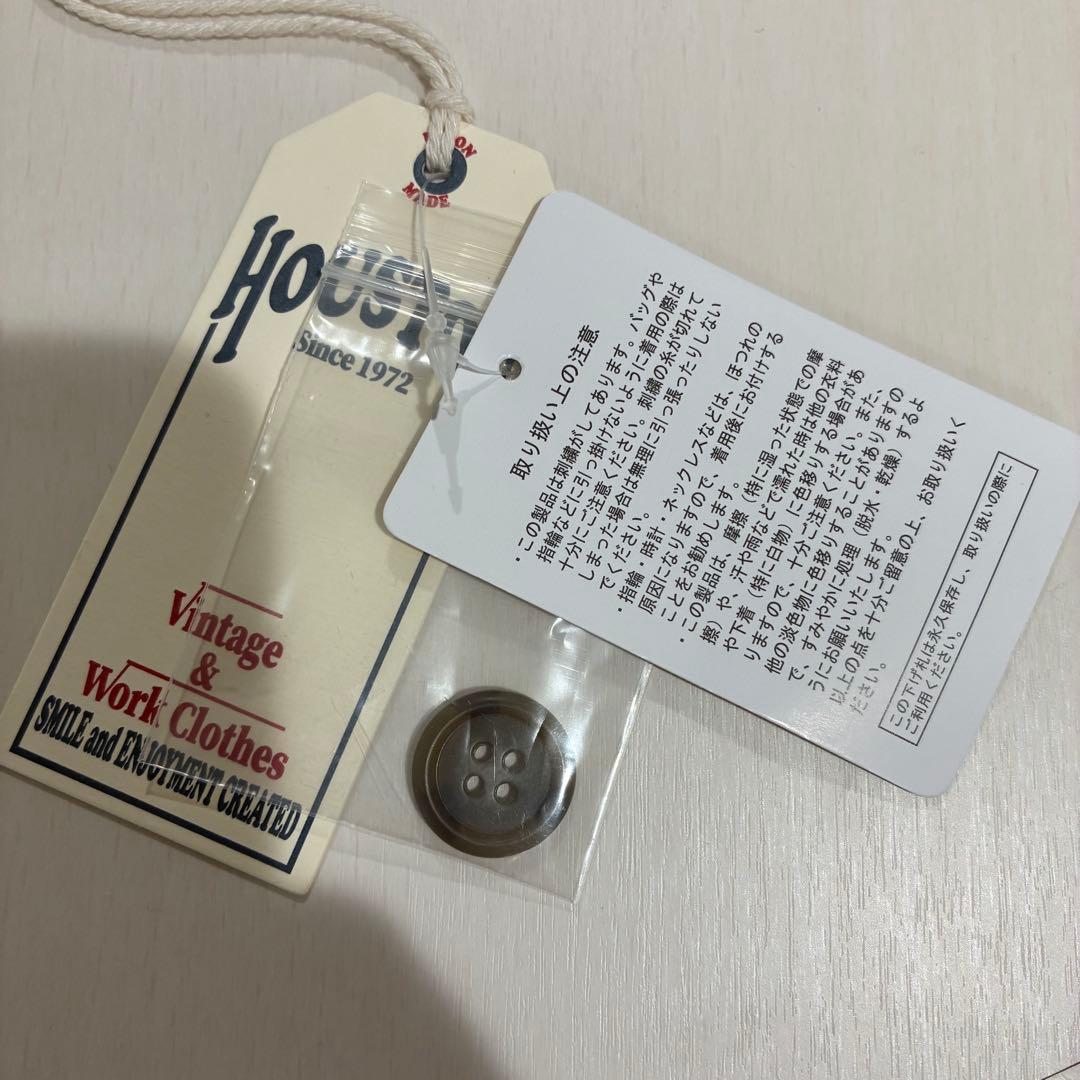 MADE
HOUSTON
Since 1972
Vintage
&
Work Clothes
SMILE and ENJOYMENT CREATED
取り扱い上の注意
・この製品は刺繍がしてあります。バッグや
指輪などに引っ掛けないように着用の際は
十分にご注意ください。刺繍の糸が切れて
しまった場合は無理に引っ張ったりしない
でください。
・指輪・時計・ネックレスなどは、ほつれの
原因になりますので、着用後にお付けする
ことをお勧めします。
・この製品は、摩擦（特に湿った状態での摩
擦）や、汗や雨などで濡れた時は他の衣料
や下着（特に白物）に色移りする場合があ
りますので、十分ご注意ください。また、
他の淡色物に色移りすることがありますの
で、すみやかに処理（脱水・乾燥）するよ
うにお願いいたします。
以上の点を十分ご留意の上、お取り扱いく
ださい。
この下げ札は永久保存し、取り扱いの際に
ご利用ください。